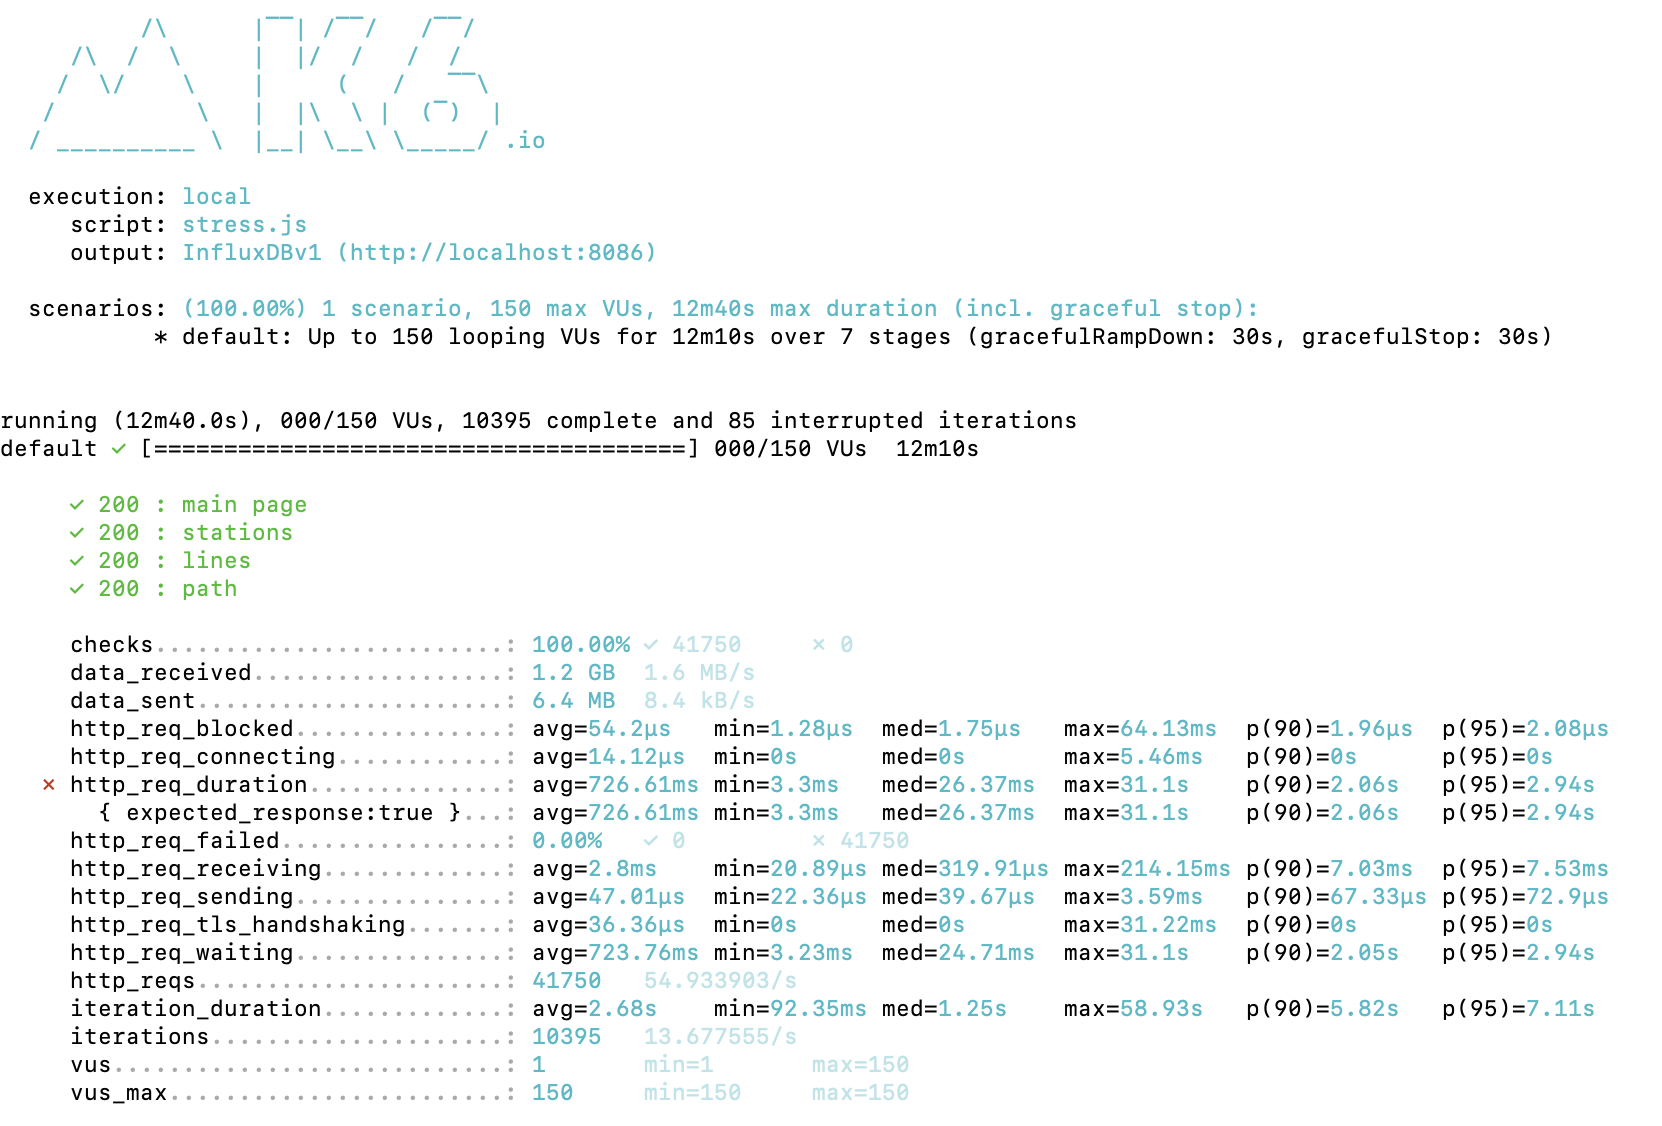 /\      |‾‾| /‾‾/   /‾‾/
     /\  /  \     |  |/  /   /  /
    /  \/    \    |     (   /   ‾‾\
   /          \   |  |\  \ |  (‾)  |
  / __________ \  |__| \__\ \_____/ .io

  execution: local
     script: stress.js
     output: InfluxDBv1 (http://localhost:8086)

  scenarios: (100.00%) 1 scenario, 150 max VUs, 12m40s max duration (incl. graceful stop):
           * default: Up to 150 looping VUs for 12m10s over 7 stages (gracefulRampDown: 30s, gracefulStop: 30s)

running (12m40.0s), 000/150 VUs, 10395 complete and 85 interrupted iterations
default ✓ [======================================] 000/150 VUs  12m10s

     ✓ 200 : main page
     ✓ 200 : stations
     ✓ 200 : lines
     ✓ 200 : path

     checks.........................: 100.00% ✓ 41750     ✗ 0
     data_received..................: 1.2 GB  1.6 MB/s
     data_sent......................: 6.4 MB  8.4 kB/s
     http_req_blocked...............: avg=54.2µs   min=1.28µs  med=1.75µs   max=64.13ms  p(90)=1.96µs  p(95)=2.08µs
     http_req_connecting............: avg=14.12µs  min=0s      med=0s       max=5.46ms   p(90)=0s      p(95)=0s
   ✗ http_req_duration..............: avg=726.61ms min=3.3ms   med=26.37ms  max=31.1s    p(90)=2.06s   p(95)=2.94s
       { expected_response:true }...: avg=726.61ms min=3.3ms   med=26.37ms  max=31.1s    p(90)=2.06s   p(95)=2.94s
     http_req_failed................: 0.00%   ✓ 0         ✗ 41750
     http_req_receiving.............: avg=2.8ms    min=20.89µs med=319.91µs max=214.15ms p(90)=7.03ms  p(95)=7.53ms
     http_req_sending...............: avg=47.01µs  min=22.36µs med=39.67µs  max=3.59ms   p(90)=67.33µs p(95)=72.9µs
     http_req_tls_handshaking.......: avg=36.36µs  min=0s      med=0s       max=31.22ms  p(90)=0s      p(95)=0s
     http_req_waiting...............: avg=723.76ms min=3.23ms  med=24.71ms  max=31.1s    p(90)=2.05s   p(95)=2.94s
     http_reqs......................: 41750   54.933903/s
     iteration_duration.............: avg=2.68s    min=92.35ms med=1.25s    max=58.93s   p(90)=5.82s   p(95)=7.11s
     iterations.....................: 10395   13.677555/s
     vus............................: 1       min=1       max=150
     vus_max........................: 150     min=150     max=150